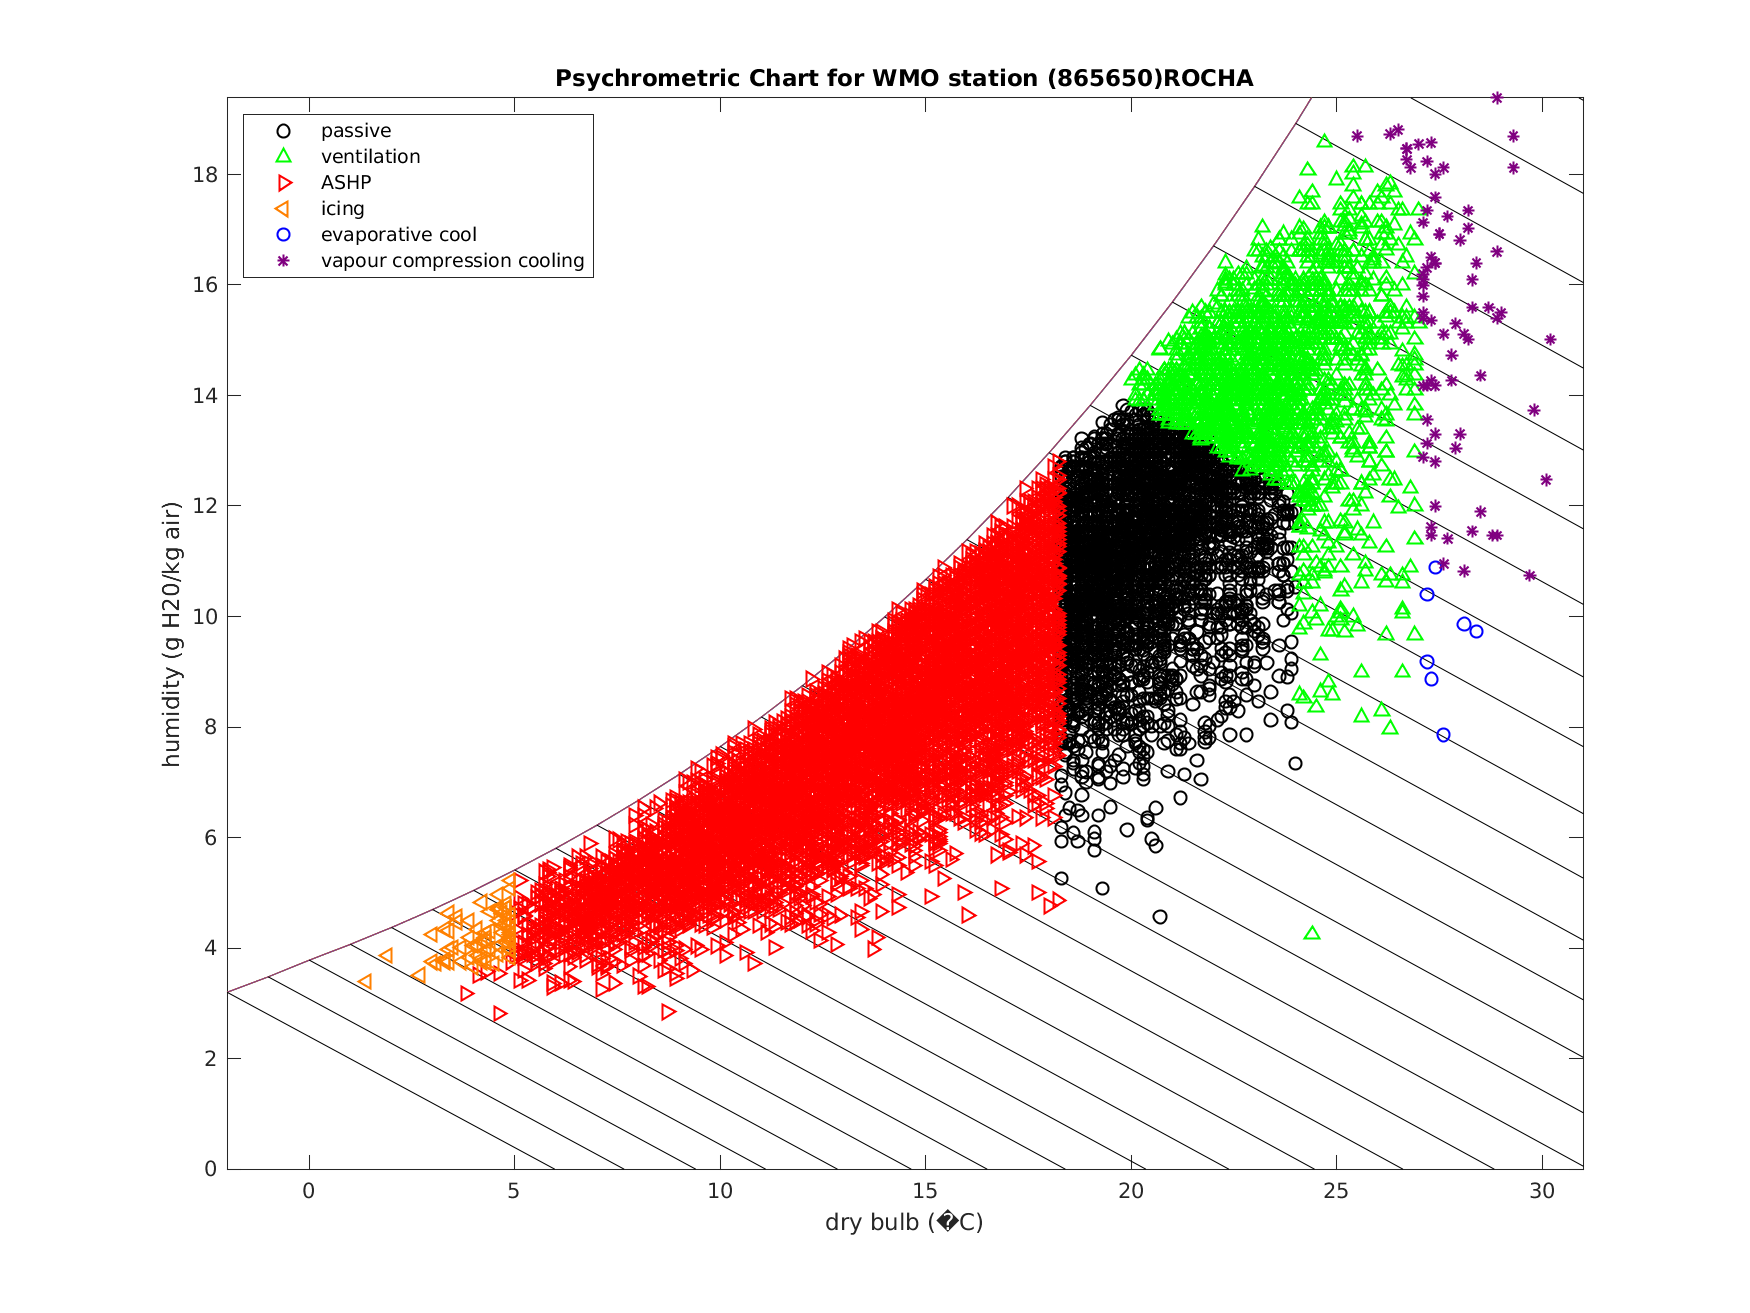 Psychrometric Chart for WMO station (865650)ROCHA
passive
ventilation
ASHP
icing
evaporative cool
vapour compression cooling
humidity (g H20/kg air)
18
16
14
12
10
8
6
4
2
0
0 5 10 15 20 25 30
dry bulb (�C)